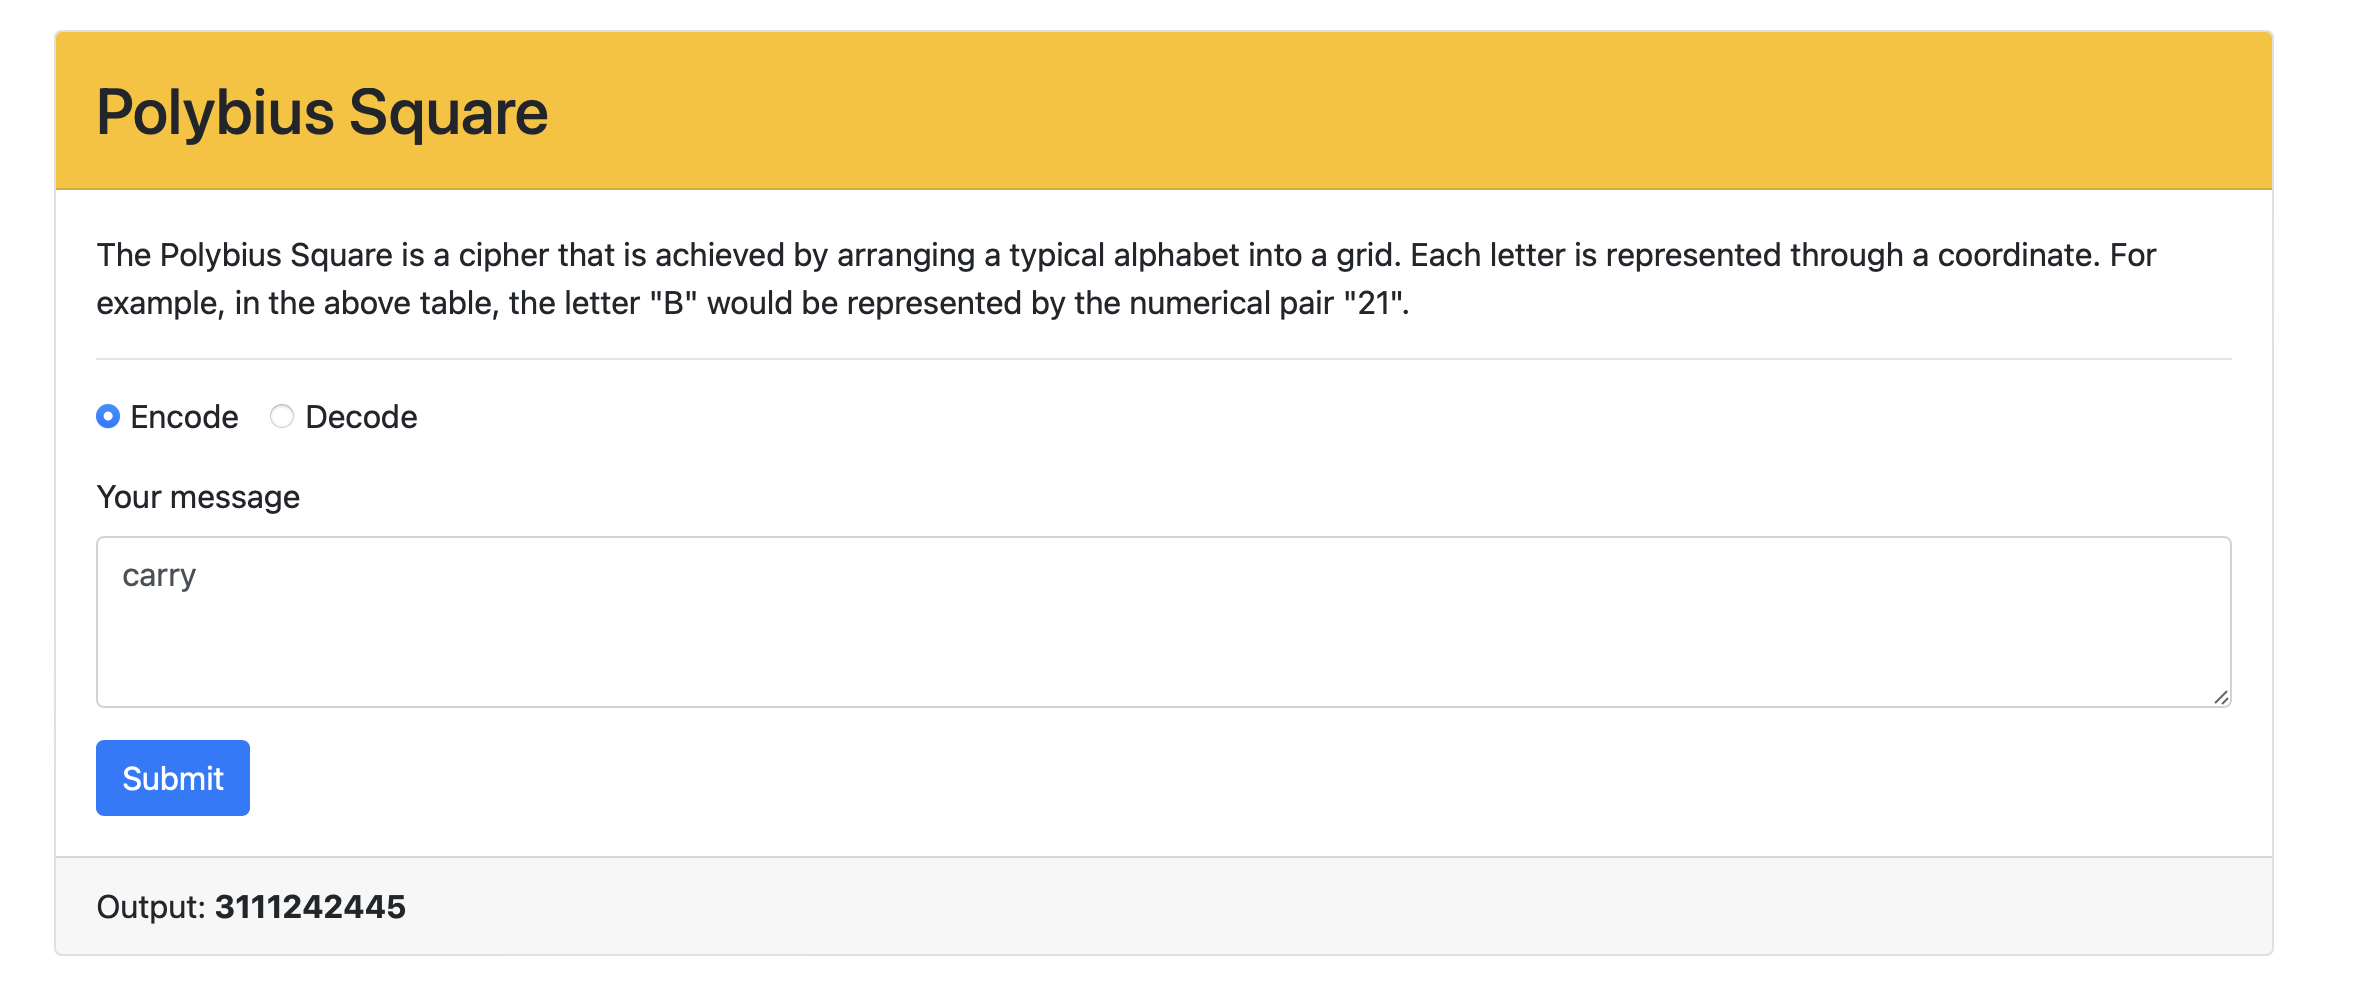 Polybius Square
The Polybius Square is a cipher that is achieved by arranging a typical alphabet into a grid. Each letter is represented through a coordinate. For
example, in the above table, the letter "B" would be represented by the numerical pair "21".
Encode Decode
Your message
carry
Submit
Output: 3111242445